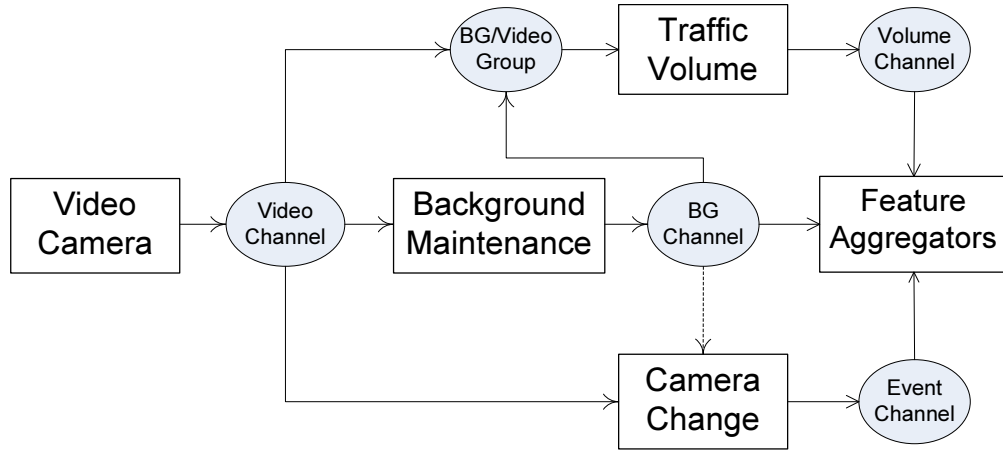 BG/Video
Group
Traffic
Volume
Volume
Channel
Video
Camera
Video
Channel
Background
Maintenance
BG
Channel
Feature
Aggregators
Camera
Change
Event
Channel